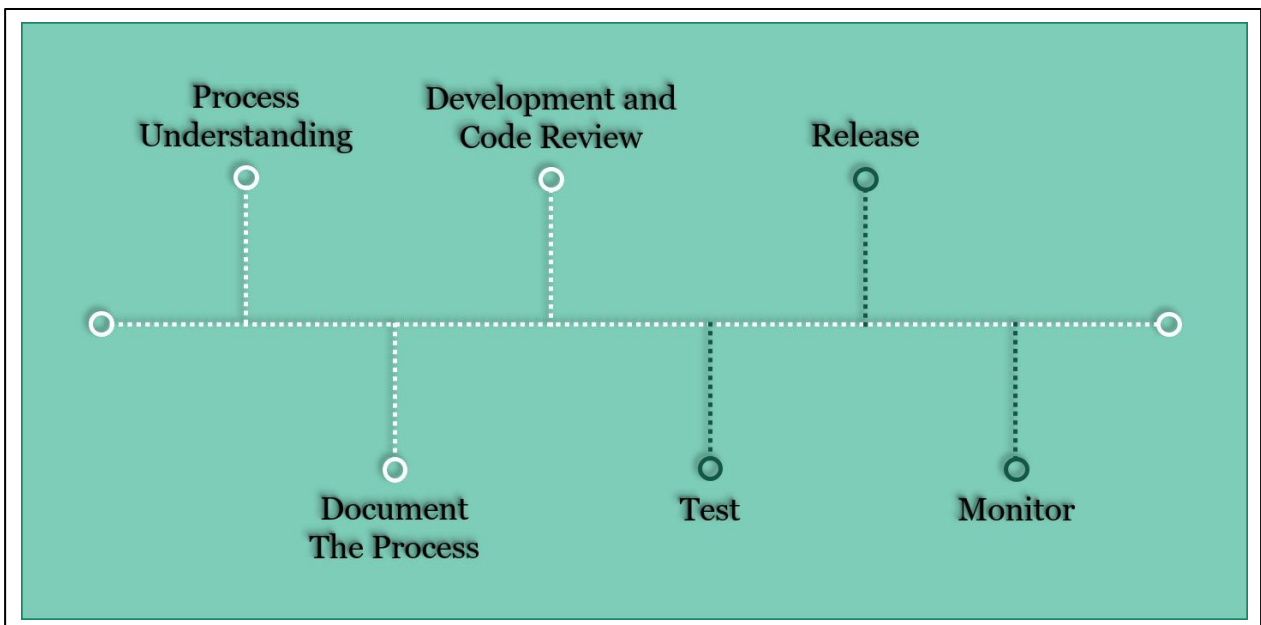 Process
Understanding
Development and
Code Review
Release
Document
The Process
Test
Monitor